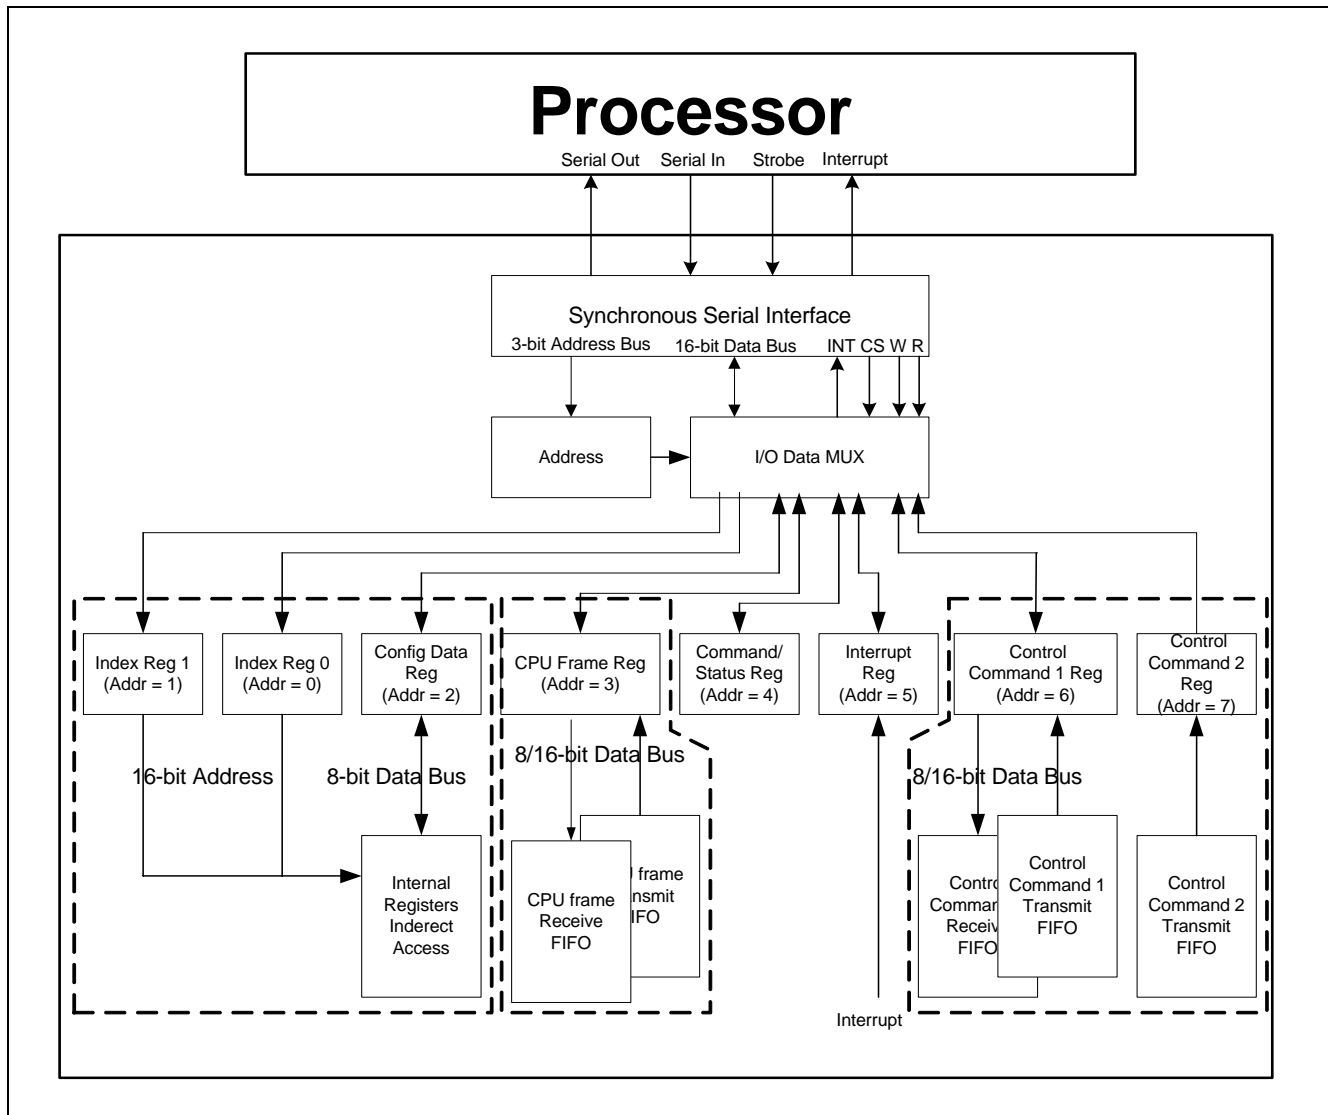 Processor
Serial Out Serial In Strobe Interrupt
Synchronous Serial Interface
3-bit Address Bus 16-bit Data Bus INT CS W R
Address
I/O Data MUX
Index Reg 1
(Addr = 1)
Index Reg 0
(Addr = 0)
Config Data
Reg
(Addr = 2)
CPU Frame Reg
(Addr = 3)
Command/
Status Reg
(Addr = 4)
Interrupt
Reg
(Addr = 5)
Control
Command 1 Reg
(Addr = 6)
Control
Command 2
Reg
(Addr = 7)
16-bit Address
8-bit Data Bus
8/16-bit Data Bus
8/16-bit Data Bus
Internal
Registers
Inderect
Access
CPU frame
Receive
FIFO
frame
Control
Command 1
Transmit
FIFO
FIFO
Control
Command 2
Transmit
FIFO
Interrupt